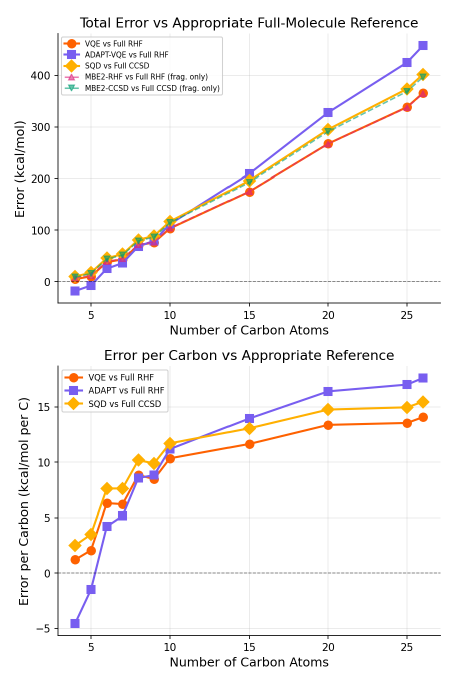 Total Error vs Appropriate Full-Molecule Reference
VQE vs Full RHF
ADAPT-VQE vs Full RHF
SQD vs Full CCSD
MBE2-RHF vs Full RHF (frag. only)
MBE2-CCSD vs Full CCSD (frag. only)
Error (kcal/mol)
400
300
200
100
0
5
10
15
20
25
Number of Carbon Atoms
Error per Carbon vs Appropriate Reference
VQE vs Full RHF
ADAPT vs Full RHF
SQD vs Full CCSD
Error per Carbon (kcal/mol per C)
15
10
5
0
−5
5
10
15
20
25
Number of Carbon Atoms